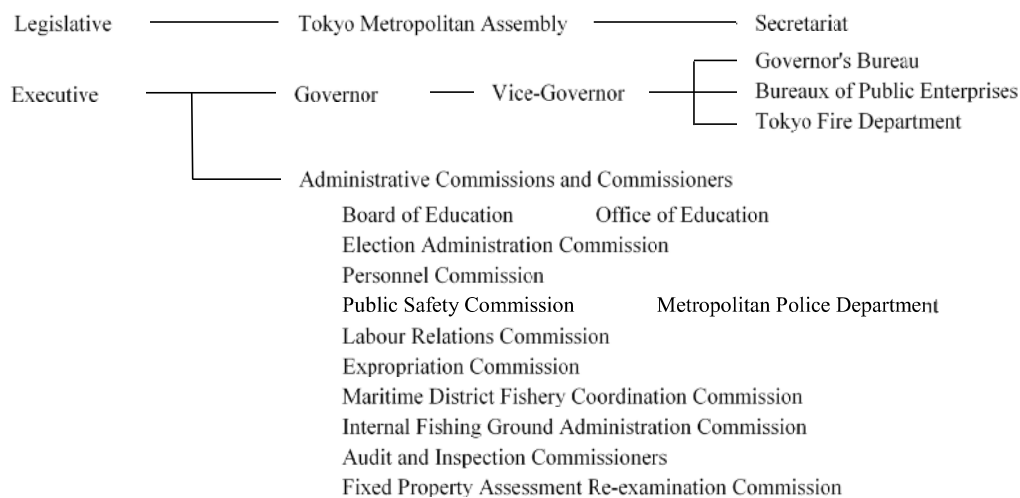 Legislative Tokyo Metropolitan Assembly Secretariat
Governor's Bureau
Executive Governor Vice-Governor Bureaux of Public Enterprises
Tokyo Fire Department
Administrative Commissions and Commissioners
Board of Education Office of Education
Election Administration Commission
Personnel Commission
Public Safety Commission Metropolitan Police Department
Labour Relations Commission
Expropriation Commission
Maritime District Fishery Coordination Commission
Internal Fishing Ground Administration Commission
Audit and Inspection Commissioners
Fixed Property Assessment Re-examination Commission